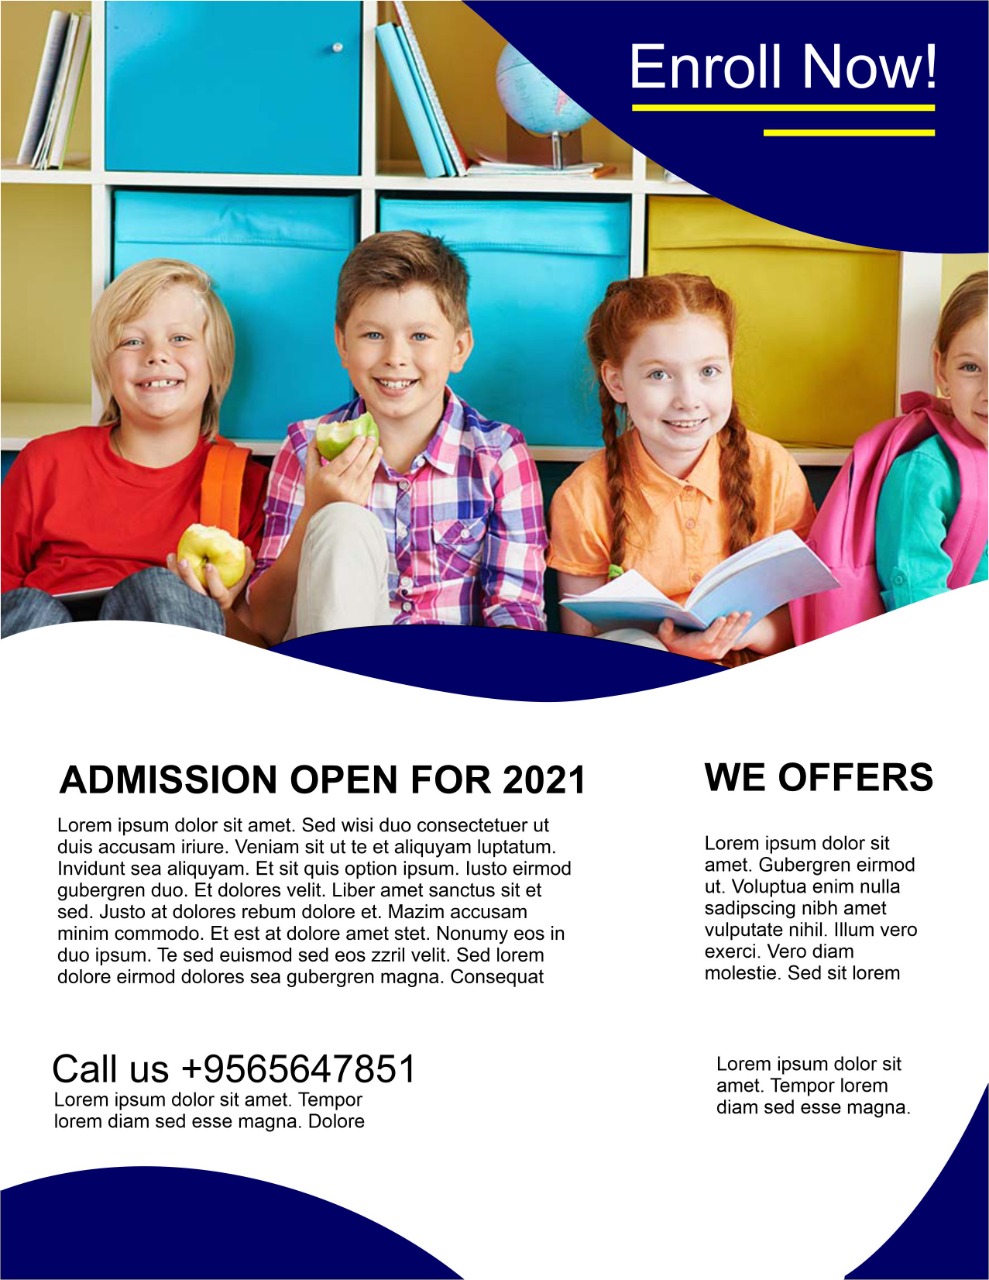 Enroll Now!
ADMISSION OPEN FOR 2021
Lorem ipsum dolor sit amet. Sed wisi duo consectetuer ut
duis accusam iriure. Veniam sit ut te et aliquyam luptatum.
Invidunt sea aliquyam. Et sit quis option ipsum. Iusto eirmod
gubergren duo. Et dolores velit. Liber amet sanctus sit et
sed. Justo at dolores rebum dolore et. Mazim accusam
minim commodo. Et est at dolore amet stet. Nonumy eos in
duo ipsum. Te sed euismod sed eos zzril velit. Sed lorem
dolore eirmod dolores sea gubergren magna. Consequat
WE OFFERS
Lorem ipsum dolor sit
amet. Gubergren eirmod
ut. Voluptua enim nulla
sadipscing nibh amet
vulputate nihil. Illum vero
exerci. Vero diam
molestie. Sed sit lorem
Call us +9565647851
Lorem ipsum dolor sit amet. Tempor
lorem diam sed esse magna. Dolore
Lorem ipsum dolor sit
amet. Tempor lorem
diam sed esse magna.